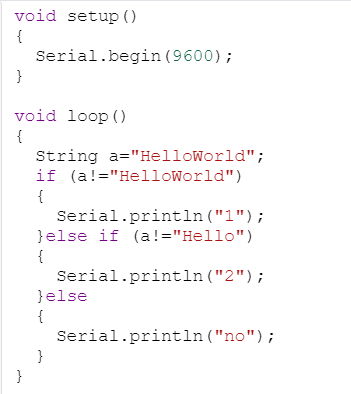 void setup()
{
  Serial.begin(9600);
}

void loop()
{
  String a="HelloWorld";
  if (a!="HelloWorld")
  {
    Serial.println("1");
  }else if (a!="Hello")
  {
    Serial.println("2");
  }else
  {
    Serial.println("no");
  }
}